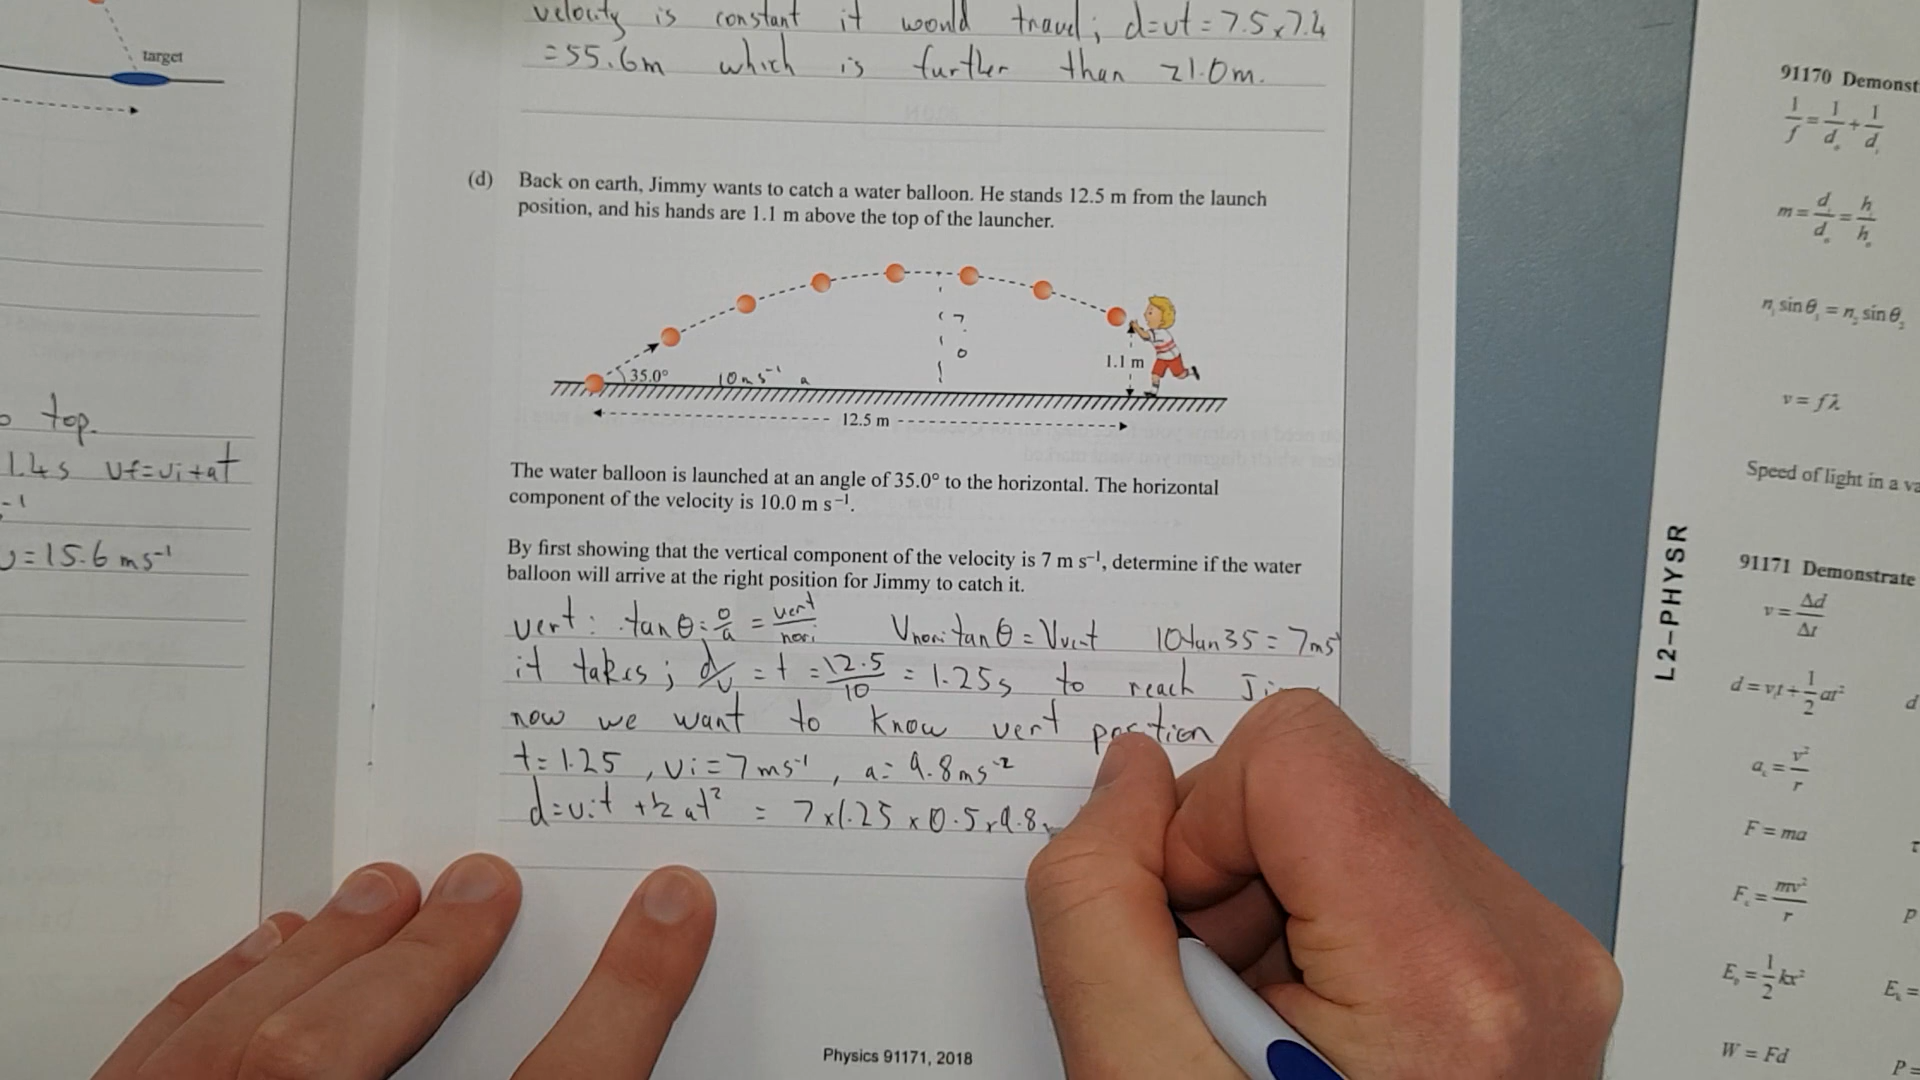 velocity is constant it would travel; d=vt = 7.5x7.4
=55.6m which is further than 21.0m.
target
(d) Back on earth, Jimmy wants to catch a water balloon. He stands 12.5 m from the launch
position, and his hands are 1.1 m above the top of the launcher.
?
1.1 m
35.0°
10ms⁻¹ a
12.5 m
The water balloon is launched at an angle of 35.0° to the horizontal. The horizontal
component of the velocity is 10.0 m s⁻¹.
By first showing that the vertical component of the velocity is 7 m s⁻¹, determine if the water
balloon will arrive at the right position for Jimmy to catch it.
vert: tanθ = o/a = vert/hori Vhori tanθ = Vvert 10tan35 = 7ms
it takes; d/v = t = 12.5/10 = 1.25s to reach
now we want to know vert position
t=1.25, vi=7ms⁻¹, a= 9.8ms⁻²
d=vit +½at² = 7x1.25x0.5x9.8x
Physics 91171, 2018
top.
1.4s vf=vi+at
⁻¹
v=15.6ms⁻¹
91170 Demonst
1/f = 1/dₒ + 1/dᵢ
m = dᵢ/dₒ = hᵢ/hₒ
n₁ sinθ₁ = n₂ sinθ₂
v = fλ
Speed of light in a va
L2–PHYSR
91171 Demonstrate
v = Δd/Δt
d = vᵢt + 1/2 at²
d
a꜀ = v²/r
F = ma
τ
F꜀ = mv²/r
p
Eₚ = 1/2 kx²
Eₖ =
W = Fd
P =